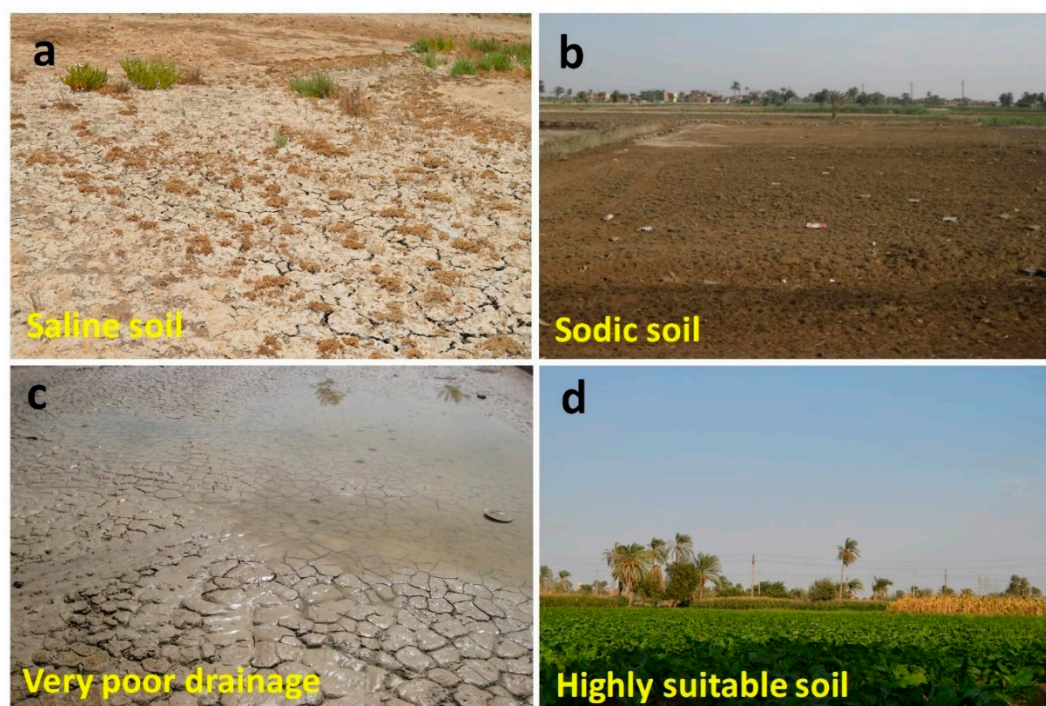 a
Saline soil
b
Sodic soil
c
Very poor drainage
d
Highly suitable soil